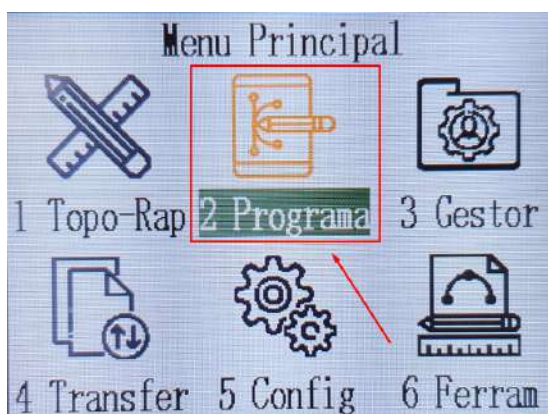 Menu Principal
1 Topo-Rap 2 Programa 3 Gestor
4 Transfer 5 Config 6 Ferram